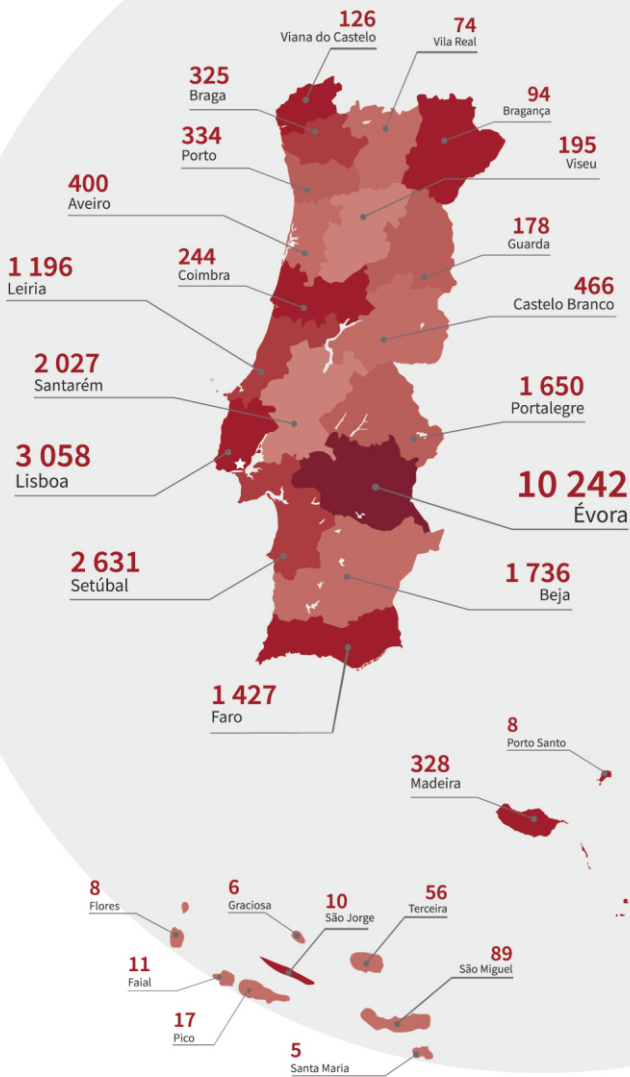 126
Viana do Castelo
74
Vila Real
325
Braga
94
Bragança
334
Porto
195
Viseu
400
Aveiro
178
Guarda
244
Coimbra
1 196
Leiria
466
Castelo Branco
2 027
Santarém
1 650
Portalegre
3 058
Lisboa
10 242
Évora
2 631
Setúbal
1 736
Beja
1 427
Faro
8
Porto Santo
328
Madeira
8
Flores
6
Graciosa
10
São Jorge
56
Terceira
11
Faial
89
São Miguel
17
Pico
5
Santa Maria